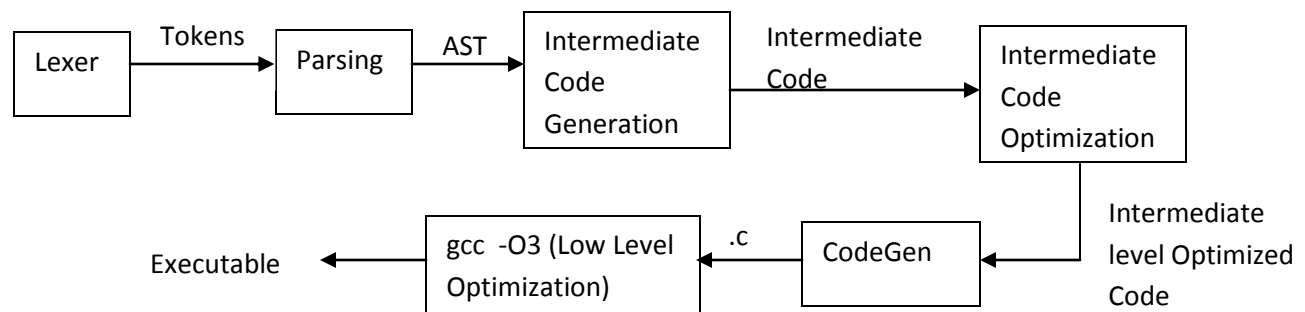 Lexer
Tokens
Parsing
AST
Intermediate
Code
Generation
Intermediate
Code
Intermediate
Code
Optimization
Intermediate
level Optimized
Code
CodeGen
.c
gcc -O3 (Low Level
Optimization)
Executable